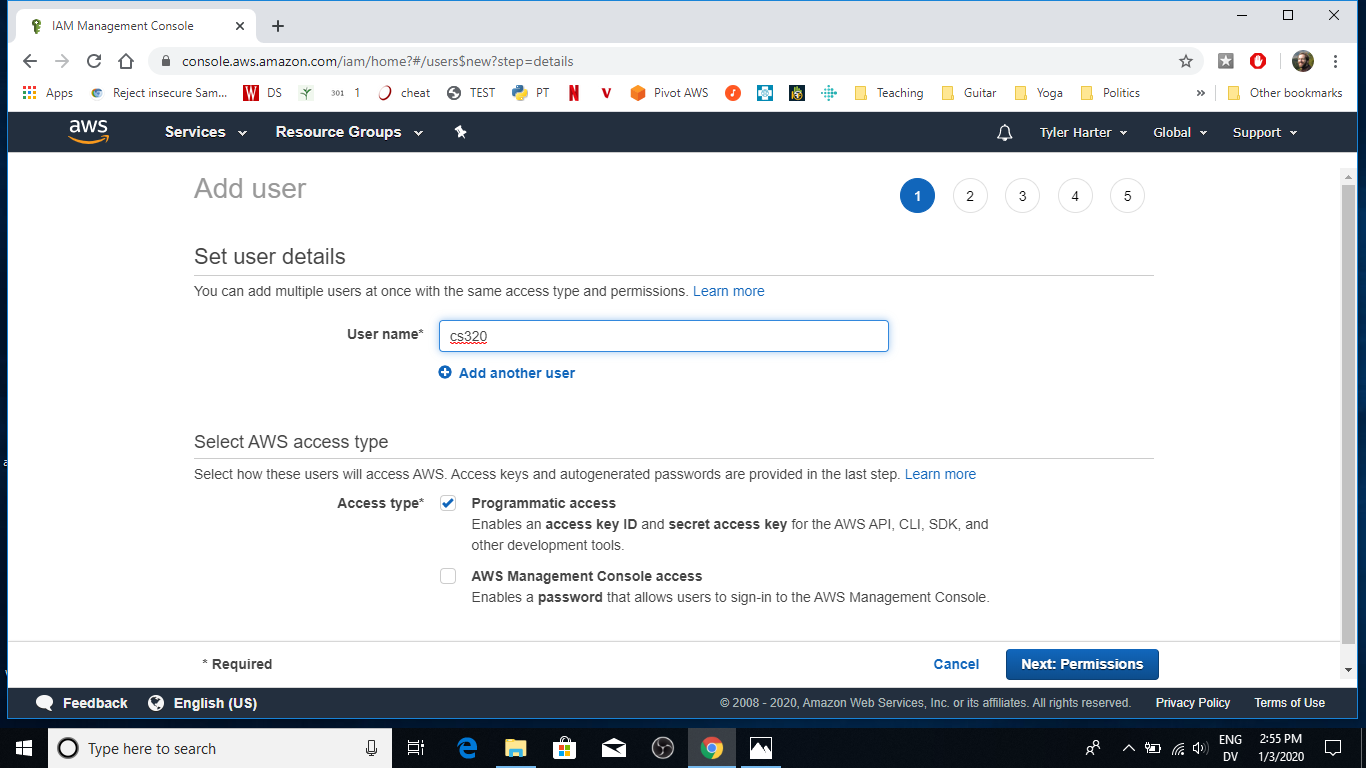 IAM Management Console
console.aws.amazon.com/iam/home?#/users$new?step=details
Apps Reject insecure Sam... DS 301 1 cheat TEST PT Pivot AWS Teaching Guitar Yoga Politics » Other bookmarks
aws Services Resource Groups Tyler Harter Global Support
Add user 1 2 3 4 5
Set user details
You can add multiple users at once with the same access type and permissions. Learn more
User name* cs320
Add another user
Select AWS access type
Select how these users will access AWS. Access keys and autogenerated passwords are provided in the last step. Learn more
Access type* Programmatic access
Enables an access key ID and secret access key for the AWS API, CLI, SDK, and
other development tools.
AWS Management Console access
Enables a password that allows users to sign-in to the AWS Management Console.
* Required Cancel Next: Permissions
Feedback English (US) © 2008 - 2020, Amazon Web Services, Inc. or its affiliates. All rights reserved. Privacy Policy Terms of Use
Type here to search ENG 2:55 PM
DV 1/3/2020